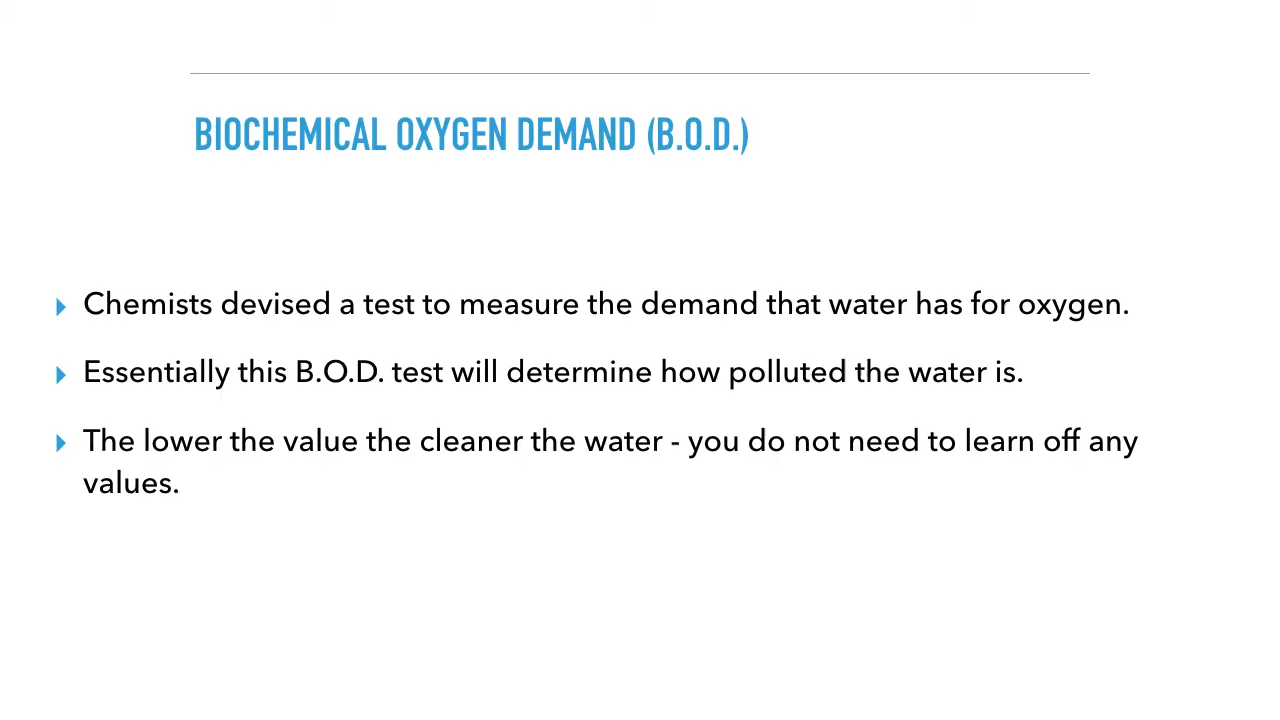 BIOCHEMICAL OXYGEN DEMAND (B.O.D.)
Chemists devised a test to measure the demand that water has for oxygen.
Essentially this B.O.D. test will determine how polluted the water is.
The lower the value the cleaner the water - you do not need to learn off any
values.